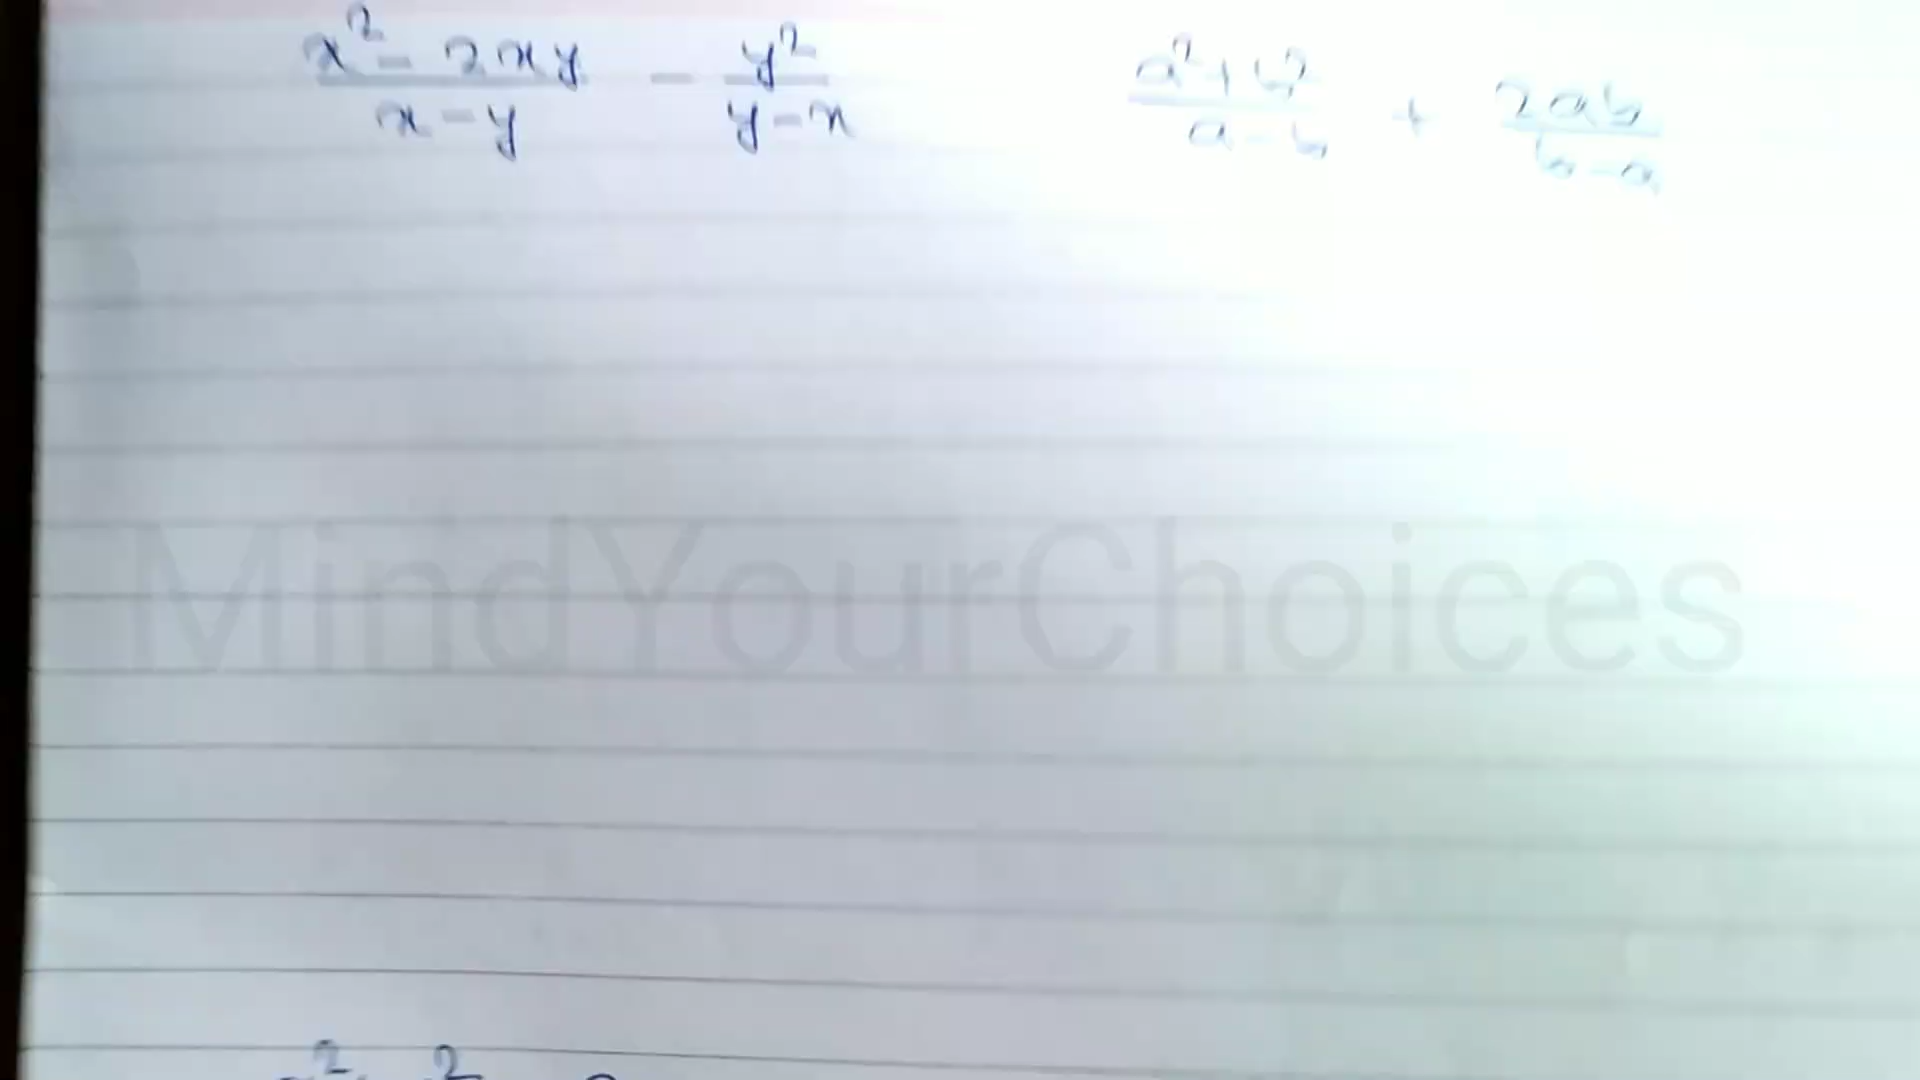 x² - 2xy / x - y - y² / y - x
a² + b² / a - b + 2ab / b - a
MindYourChoices